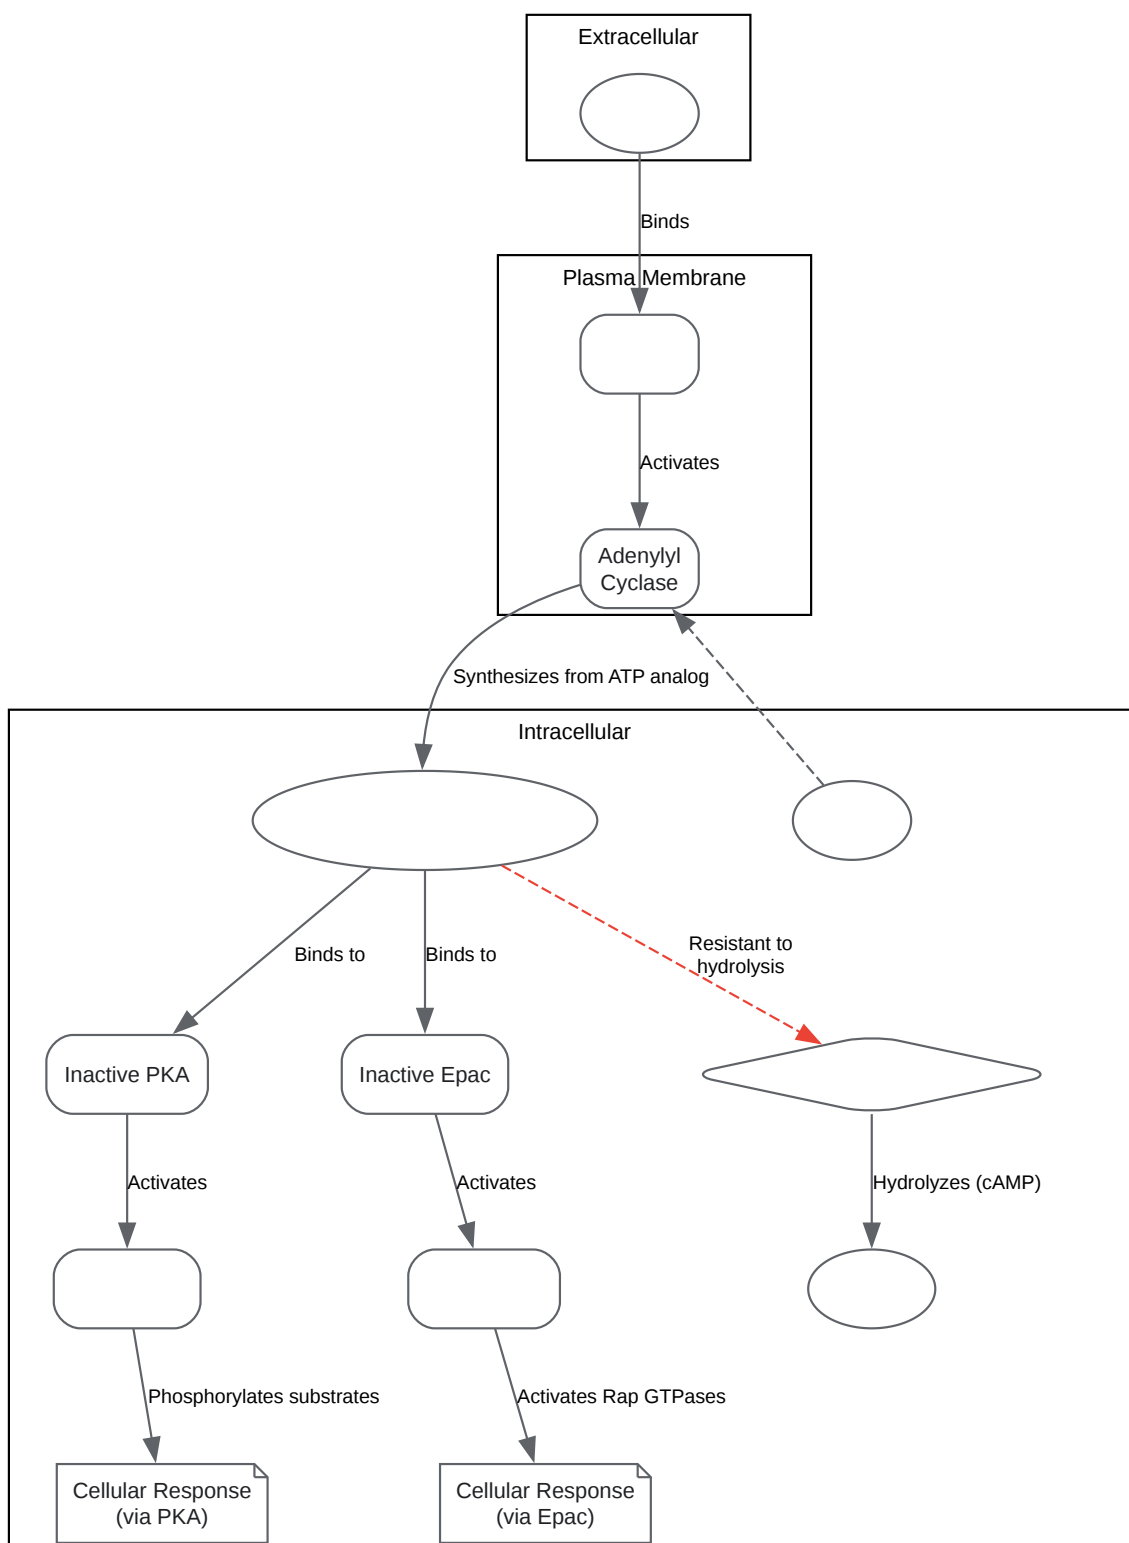 Extracellular
Binds
Plasma Membrane
Activates
Adenylyl
Cyclase
Synthesizes from ATP analog
Intracellular
Binds to
Binds to
Resistant to
hydrolysis
Inactive PKA
Inactive Epac
Activates
Activates
Hydrolyzes (cAMP)
Phosphorylates substrates
Activates Rap GTPases
Cellular Response
(via PKA)
Cellular Response
(via Epac)